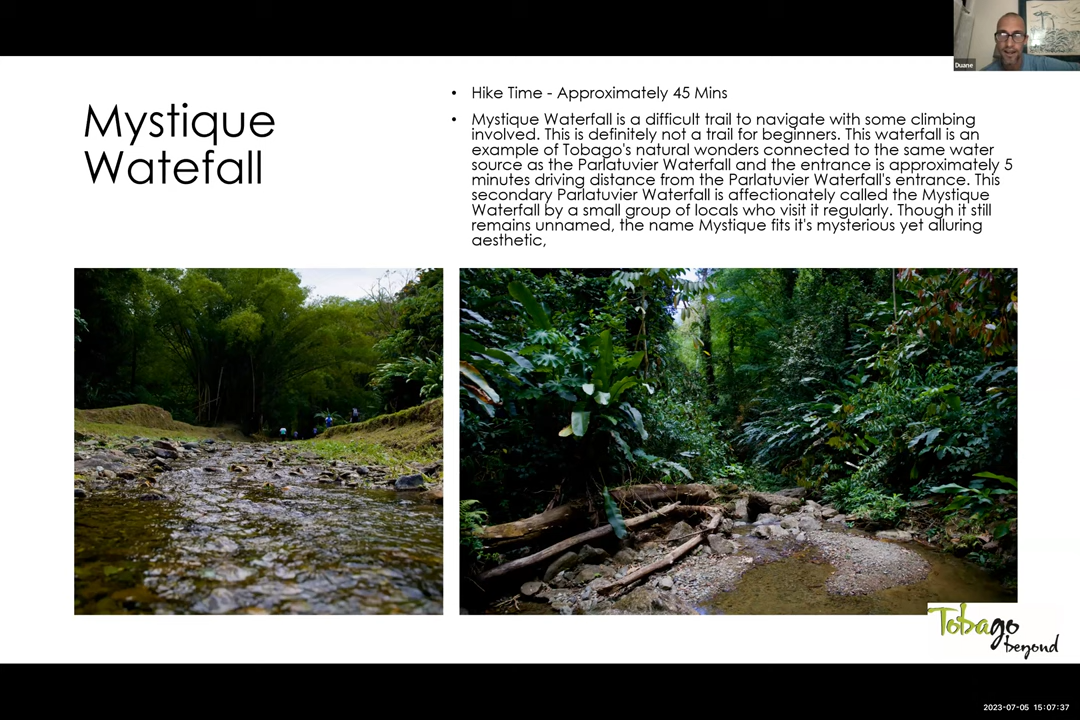 Duane
Mystique
Watefall
• Hike Time - Approximately 45 Mins
• Mystique Waterfall is a difficult trail to navigate with some climbing
involved. This is definitely not a trail for beginners. This waterfall is an
example of Tobago's natural wonders connected to the same water
source as the Parlatuvier Waterfall and the entrance is approximately 5
minutes driving distance from the Parlatuvier Waterfall's entrance. This
secondary Parlatuvier Waterfall is affectionately called the Mystique
Waterfall by a small group of locals who visit it regularly. Though it still
remains unnamed, the name Mystique fits it's mysterious yet alluring
aesthetic,
Tobago
beyond
2023-07-05 15:07:37